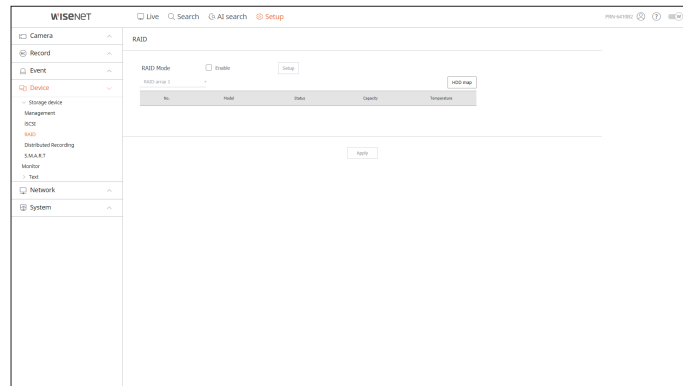 WISENET
Live Search AI search Setup
PRN-6410B2
Camera
Record
Event
Device
Storage device
Management
iSCSI
RAID
Distributed Recording
S.M.A.R.T
Monitor
Text
Network
System
RAID
RAID Mode Enable Setup
RAID array 1
HDD map
No. Model Status Capacity Temperature
Apply